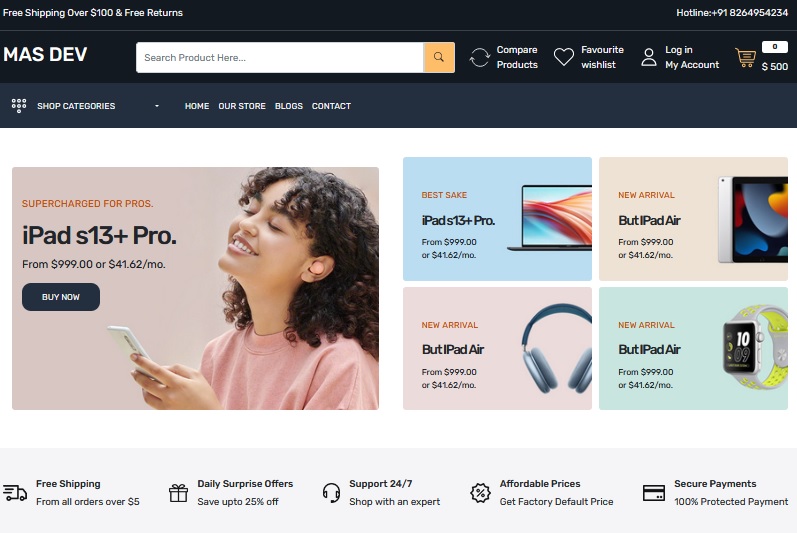 Free Shipping Over $100 & Free Returns
Hotline:+91 8264954234
MAS DEV
Search Product Here...
Compare
Products
Favourite
wishlist
Log in
My Account
0
$ 500
SHOP CATEGORIES
HOME OUR STORE BLOGS CONTACT
SUPERCHARGED FOR PROS.
iPad s13+ Pro.
From $999.00 or $41.62/mo.
BUY NOW
BEST SAKE
iPad s13+ Pro.
From $999.00
or $41.62/mo.
NEW ARRIVAL
But IPad Air
From $999.00
or $41.62/mo.
NEW ARRIVAL
But IPad Air
From $999.00
or $41.62/mo.
NEW ARRIVAL
But IPad Air
From $999.00
or $41.62/mo.
10
09
Free Shipping
From all orders over $5
Daily Surprise Offers
Save upto 25% off
Support 24/7
Shop with an expert
Affordable Prices
Get Factory Default Price
Secure Payments
100% Protected Payment